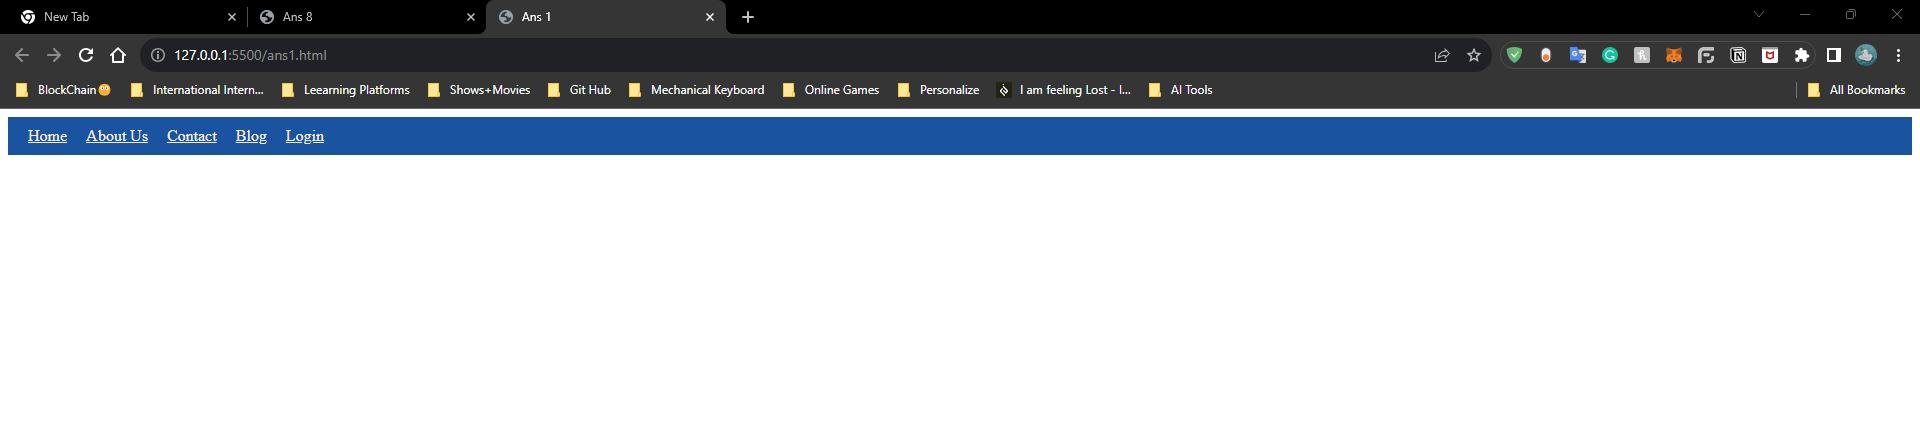 New Tab Ans 8 Ans 1
127.0.0.1:5500/ans1.html
BlockChain International Intern... Leearning Platforms Shows+Movies Git Hub Mechanical Keyboard Online Games Personalize I am feeling Lost - I... AI Tools All Bookmarks
Home About Us Contact Blog Login